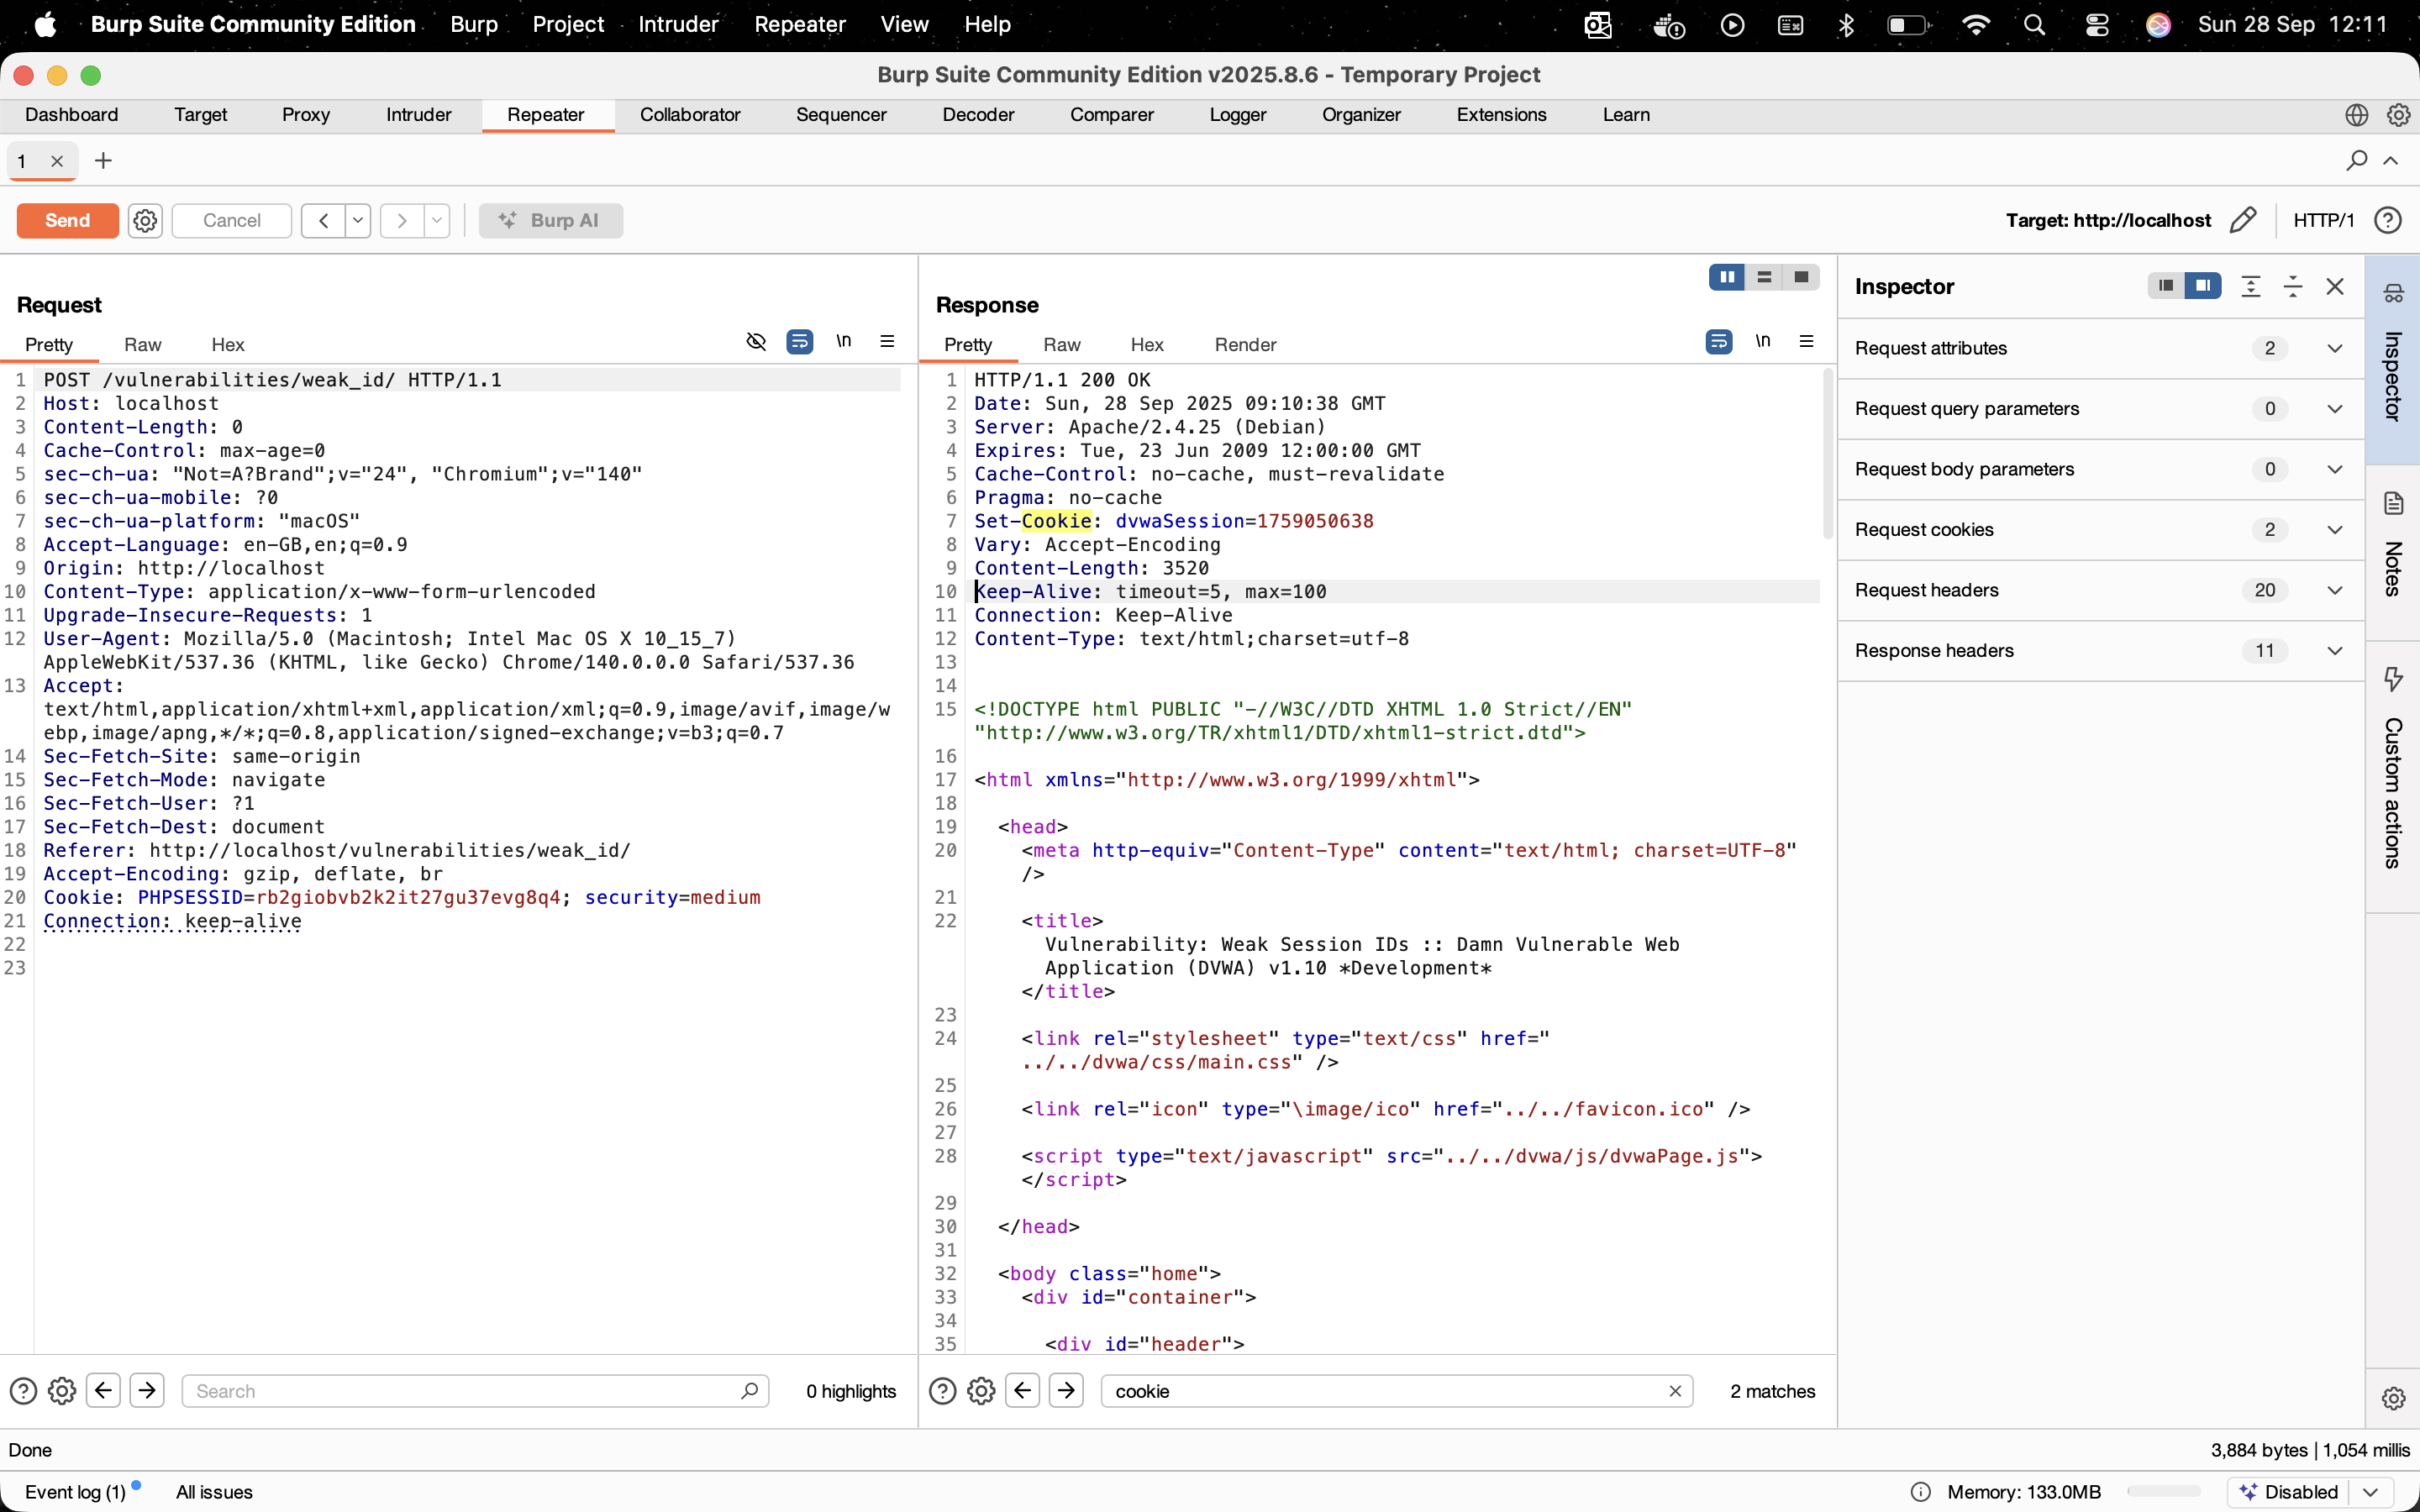 Burp Suite Community Edition Burp Project Intruder Repeater View Help Sun 28 Sep 12:11
Burp Suite Community Edition v2025.8.6 - Temporary Project
Dashboard Target Proxy Intruder Repeater Collaborator Sequencer Decoder Comparer Logger Organizer Extensions Learn
1 × +
Send Cancel < > Burp AI Target: http://localhost HTTP/1
Request
Pretty Raw Hex \n
1 POST /vulnerabilities/weak_id/ HTTP/1.1
2 Host: localhost
3 Content-Length: 0
4 Cache-Control: max-age=0
5 sec-ch-ua: "Not=A?Brand";v="24", "Chromium";v="140"
6 sec-ch-ua-mobile: ?0
7 sec-ch-ua-platform: "macOS"
8 Accept-Language: en-GB,en;q=0.9
9 Origin: http://localhost
10 Content-Type: application/x-www-form-urlencoded
11 Upgrade-Insecure-Requests: 1
12 User-Agent: Mozilla/5.0 (Macintosh; Intel Mac OS X 10_15_7)
AppleWebKit/537.36 (KHTML, like Gecko) Chrome/140.0.0.0 Safari/537.36
13 Accept:
text/html,application/xhtml+xml,application/xml;q=0.9,image/avif,image/w
ebp,image/apng,*/*;q=0.8,application/signed-exchange;v=b3;q=0.7
14 Sec-Fetch-Site: same-origin
15 Sec-Fetch-Mode: navigate
16 Sec-Fetch-User: ?1
17 Sec-Fetch-Dest: document
18 Referer: http://localhost/vulnerabilities/weak_id/
19 Accept-Encoding: gzip, deflate, br
20 Cookie: PHPSESSID=rb2giobvb2k2it27gu37evg8q4; security=medium
21 Connection: keep-alive
22
23
Search 0 highlights
Response
Pretty Raw Hex Render \n
1 HTTP/1.1 200 OK
2 Date: Sun, 28 Sep 2025 09:10:38 GMT
3 Server: Apache/2.4.25 (Debian)
4 Expires: Tue, 23 Jun 2009 12:00:00 GMT
5 Cache-Control: no-cache, must-revalidate
6 Pragma: no-cache
7 Set-Cookie: dvwaSession=1759050638
8 Vary: Accept-Encoding
9 Content-Length: 3520
10 Keep-Alive: timeout=5, max=100
11 Connection: Keep-Alive
12 Content-Type: text/html;charset=utf-8
13
14
15 <!DOCTYPE html PUBLIC "-//W3C//DTD XHTML 1.0 Strict//EN"
"http://www.w3.org/TR/xhtml1/DTD/xhtml1-strict.dtd">
16
17 <html xmlns="http://www.w3.org/1999/xhtml">
18
19 <head>
20 <meta http-equiv="Content-Type" content="text/html; charset=UTF-8"
/>
21
22 <title>
Vulnerability: Weak Session IDs :: Damn Vulnerable Web
Application (DVWA) v1.10 *Development*
</title>
23
24 <link rel="stylesheet" type="text/css" href="
../../dvwa/css/main.css" />
25
26 <link rel="icon" type="\image/ico" href="../../favicon.ico" />
27
28 <script type="text/javascript" src="../../dvwa/js/dvwaPage.js">
</script>
29
30 </head>
31
32 <body class="home">
33 <div id="container">
34
35 <div id="header">
cookie × 2 matches
Inspector
Request attributes 2
Request query parameters 0
Request body parameters 0
Request cookies 2
Request headers 20
Response headers 11
Inspector
Notes
Custom actions
Done 3,884 bytes | 1,054 millis
Event log (1) All issues Memory: 133.0MB Disabled